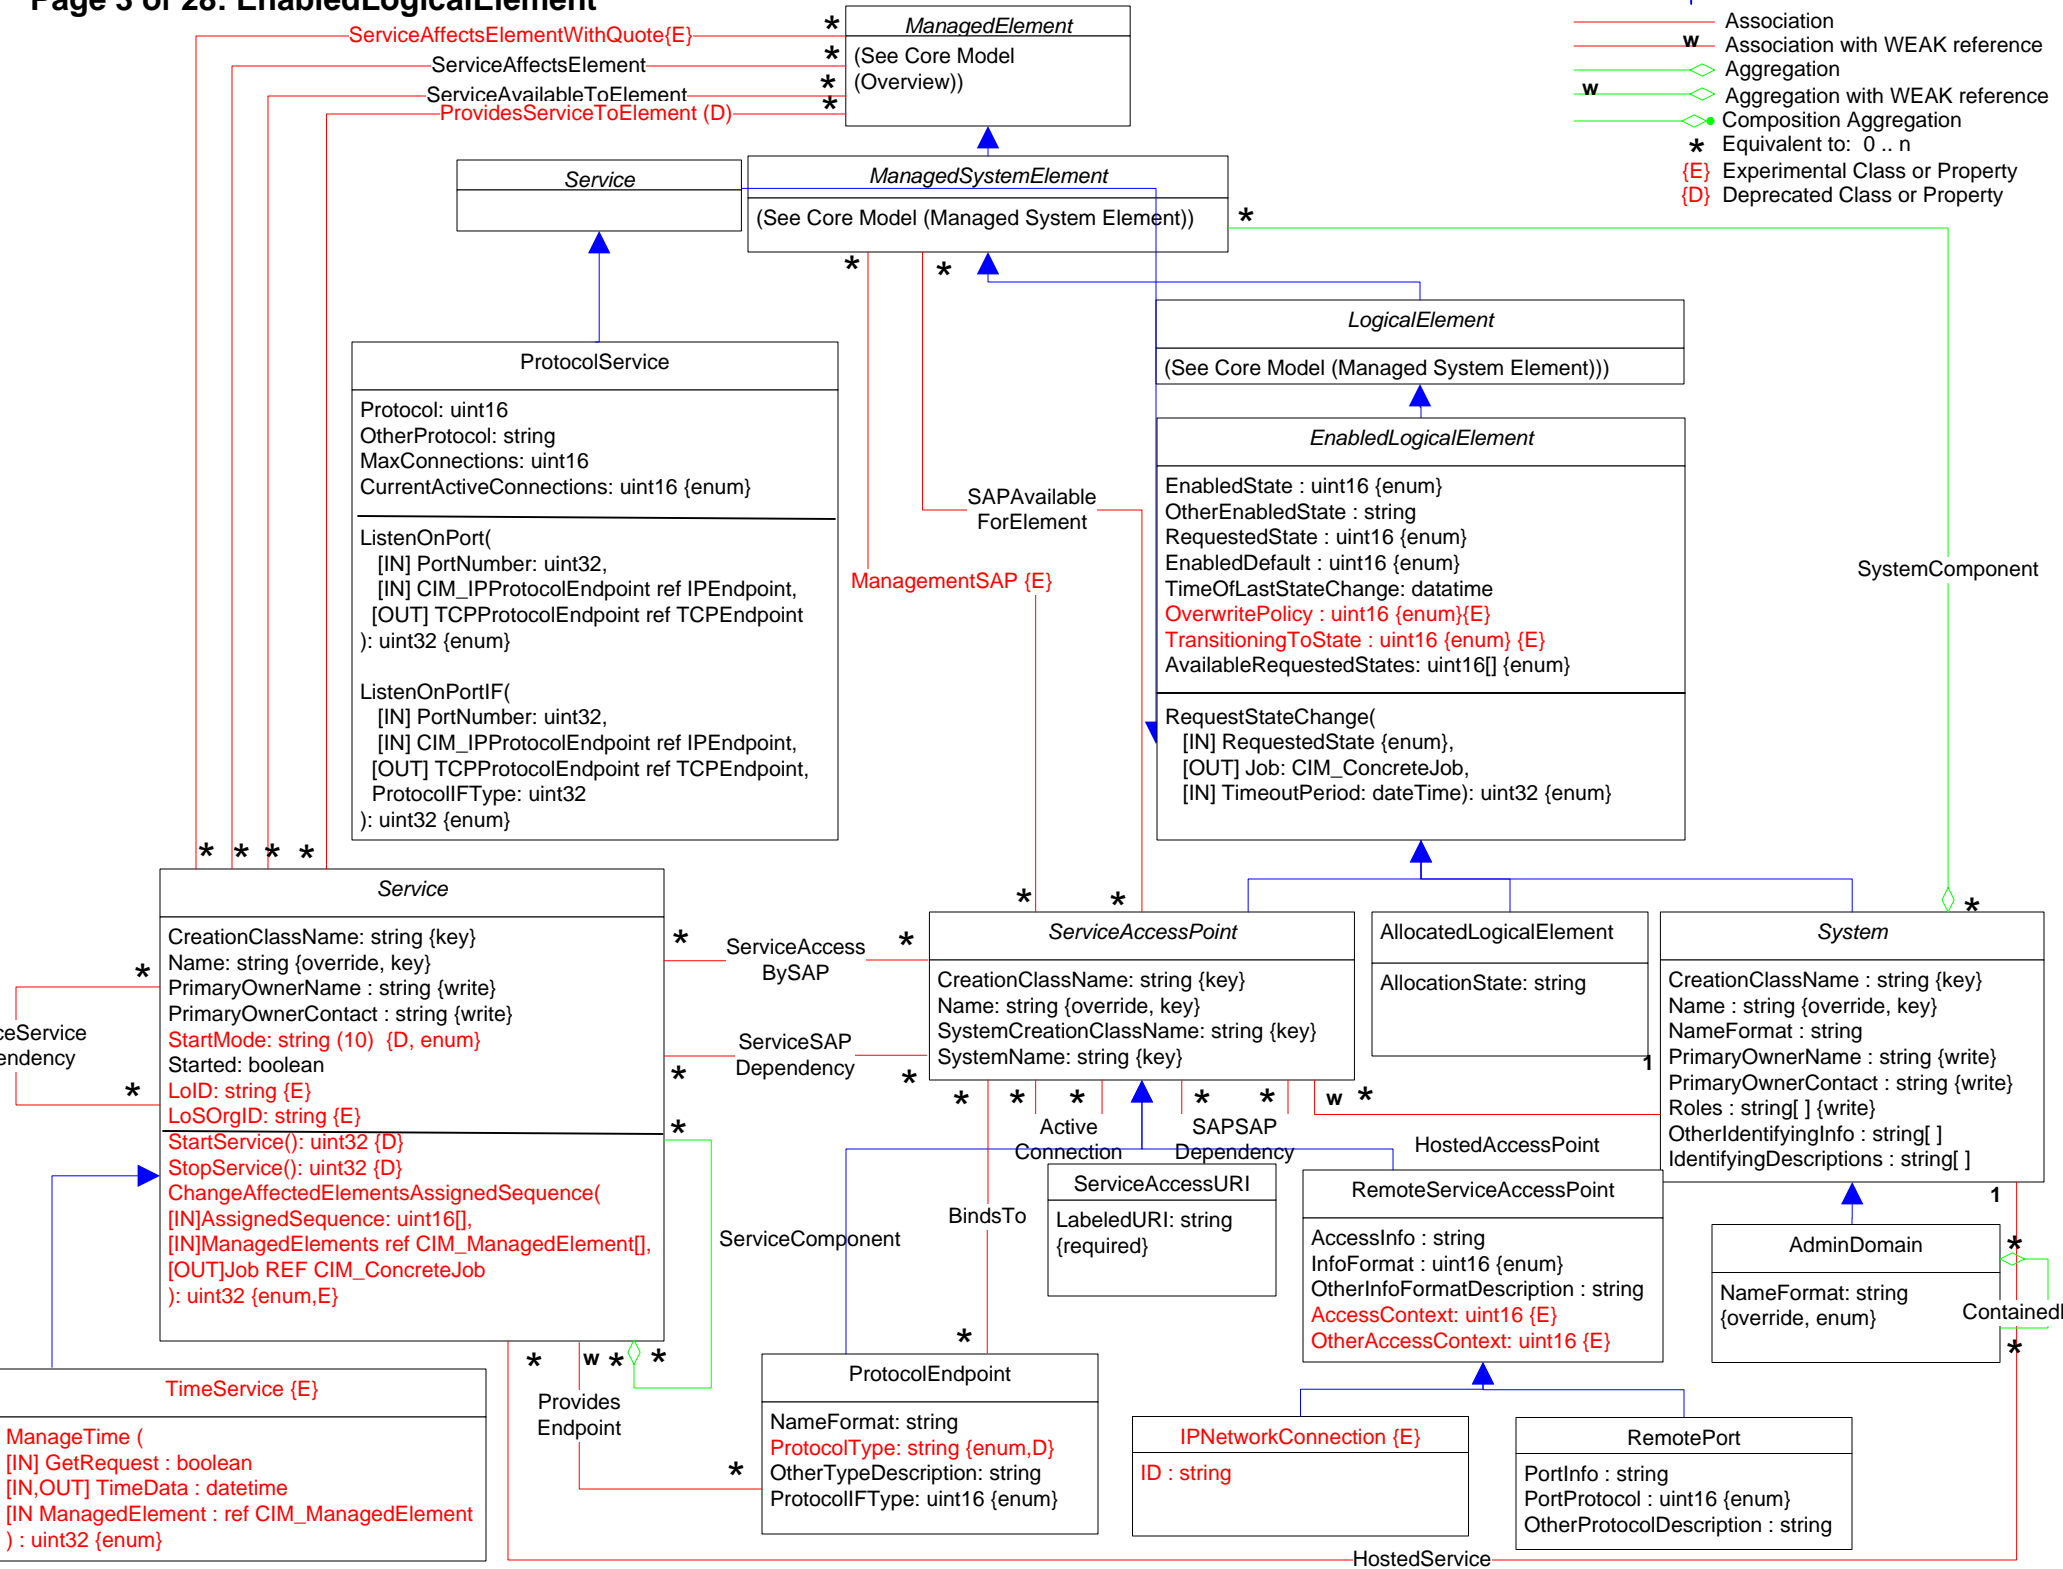 Page 3 of 28: EnabledLogicalElement
Association
w
Association with WEAK reference
Aggregation
w
Aggregation with WEAK reference
Composition Aggregation
* Equivalent to: 0 .. n
{E} Experimental Class or Property
{D} Deprecated Class or Property
ServiceAffectsElementWithQuote{E}
*
ServiceAffectsElement
*
ServiceAvailableToElement
*
ProvidesServiceToElement (D)
*
ManagedElement
(See Core Model
(Overview))
Service
ManagedSystemElement
(See Core Model (Managed System Element))
*
*
*
LogicalElement
(See Core Model (Managed System Element)))
ProtocolService
Protocol: uint16
OtherProtocol: string
MaxConnections: uint16
CurrentActiveConnections: uint16 {enum}
ListenOnPort(
[IN] PortNumber: uint32,
[IN] CIM_IPProtocolEndpoint ref IPEndpoint,
[OUT] TCPProtocolEndpoint ref TCPEndpoint
): uint32 {enum}
ListenOnPortIF(
[IN] PortNumber: uint32,
[IN] CIM_IPProtocolEndpoint ref IPEndpoint,
[OUT] TCPProtocolEndpoint ref TCPEndpoint,
ProtocolIFType: uint32
): uint32 {enum}
SAPAvailable
ForElement
ManagementSAP {E}
EnabledLogicalElement
EnabledState : uint16 {enum}
OtherEnabledState : string
RequestedState : uint16 {enum}
EnabledDefault : uint16 {enum}
TimeOfLastStateChange: datatime
OverwritePolicy : uint16 {enum}{E}
TransitioningToState : uint16 {enum} {E}
AvailableRequestedStates: uint16[] {enum}
RequestStateChange(
[IN] RequestedState {enum},
[OUT] Job: CIM_ConcreteJob,
[IN] TimeoutPeriod: dateTime): uint32 {enum}
SystemComponent
* * * *
* *
*
Service
CreationClassName: string {key}
Name: string {override, key}
PrimaryOwnerName : string {write}
PrimaryOwnerContact : string {write}
StartMode: string (10) {D, enum}
Started: boolean
LoID: string {E}
LoSOrgID: string {E}
StartService(): uint32 {D}
StopService(): uint32 {D}
ChangeAffectedElementsAssignedSequence(
[IN]AssignedSequence: uint16[],
[IN]ManagedElements ref CIM_ManagedElement[],
[OUT]Job REF CIM_ConcreteJob
): uint32 {enum,E}
*
ceService
endency
*
*
ServiceAccess
BySAP
*
ServiceSAP
Dependency
*
*
*
ServiceComponent
ServiceAccessPoint
CreationClassName: string {key}
Name: string {override, key}
SystemCreationClassName: string {key}
SystemName: string {key}
AllocatedLogicalElement
AllocationState: string
System
CreationClassName : string {key}
Name : string {override, key}
NameFormat : string
PrimaryOwnerName : string {write}
PrimaryOwnerContact : string {write}
Roles : string[ ] {write}
OtherIdentifyingInfo : string[ ]
IdentifyingDescriptions : string[ ]
1
* * * * * w *
Active
Connection
SAPSAP
Dependency
HostedAccessPoint
BindsTo
*
ServiceAccessURI
LabeledURI: string
{required}
RemoteServiceAccessPoint
AccessInfo : string
InfoFormat : uint16 {enum}
OtherInfoFormatDescription : string
AccessContext: uint16 {E}
OtherAccessContext: uint16 {E}
1
AdminDomain
NameFormat: string
{override, enum}
*
*
* w * *
Provides
Endpoint
*
TimeService {E}
ManageTime (
[IN] GetRequest : boolean
[IN,OUT] TimeData : datetime
[IN ManagedElement : ref CIM_ManagedElement
) : uint32 {enum}
ProtocolEndpoint
NameFormat: string
ProtocolType: string {enum,D}
OtherTypeDescription: string
ProtocolIFType: uint16 {enum}
IPNetworkConnection {E}
ID : string
RemotePort
PortInfo : string
PortProtocol : uint16 {enum}
OtherProtocolDescription : string
HostedService